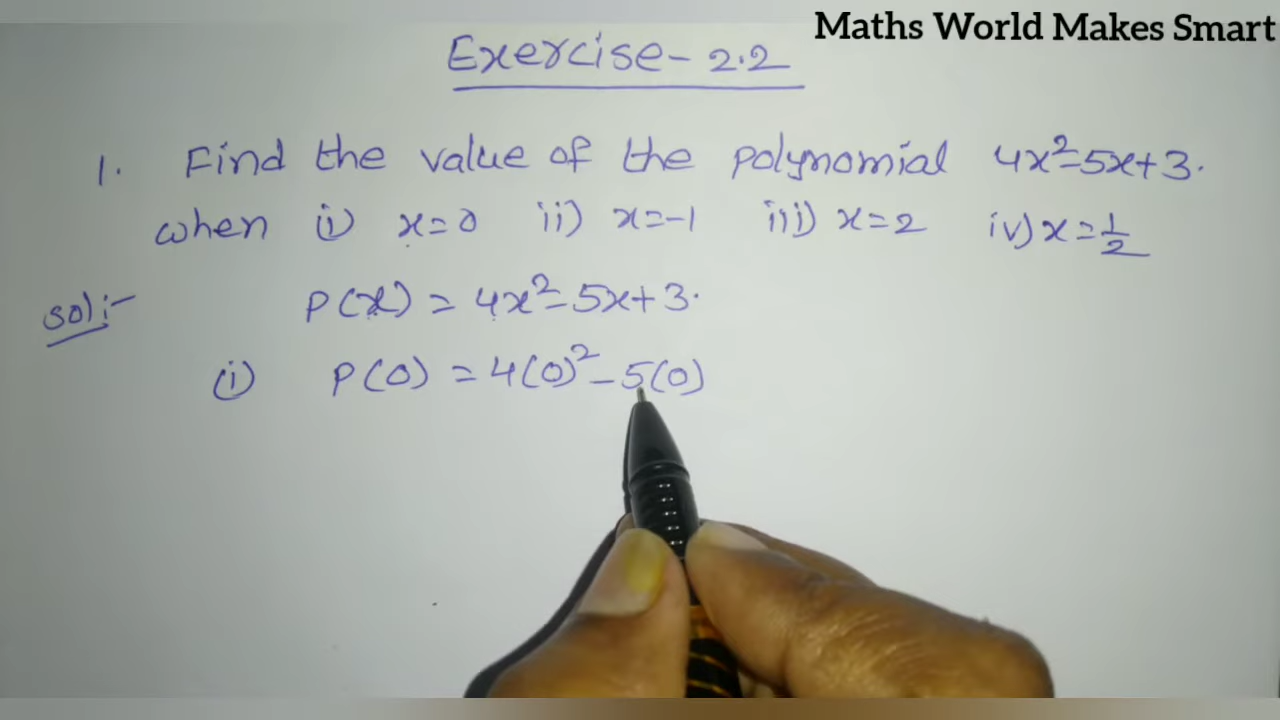 Maths World Makes Smart
Exercise-2.2
1. Find the value of the polynomial 4x²-5x+3.
when (i) x=0 ii) x=-1 iii) x=2 iv) x=1/2
Sol:- P(x) = 4x²-5x+3.
(i) P(0) = 4(0)²-5(0)